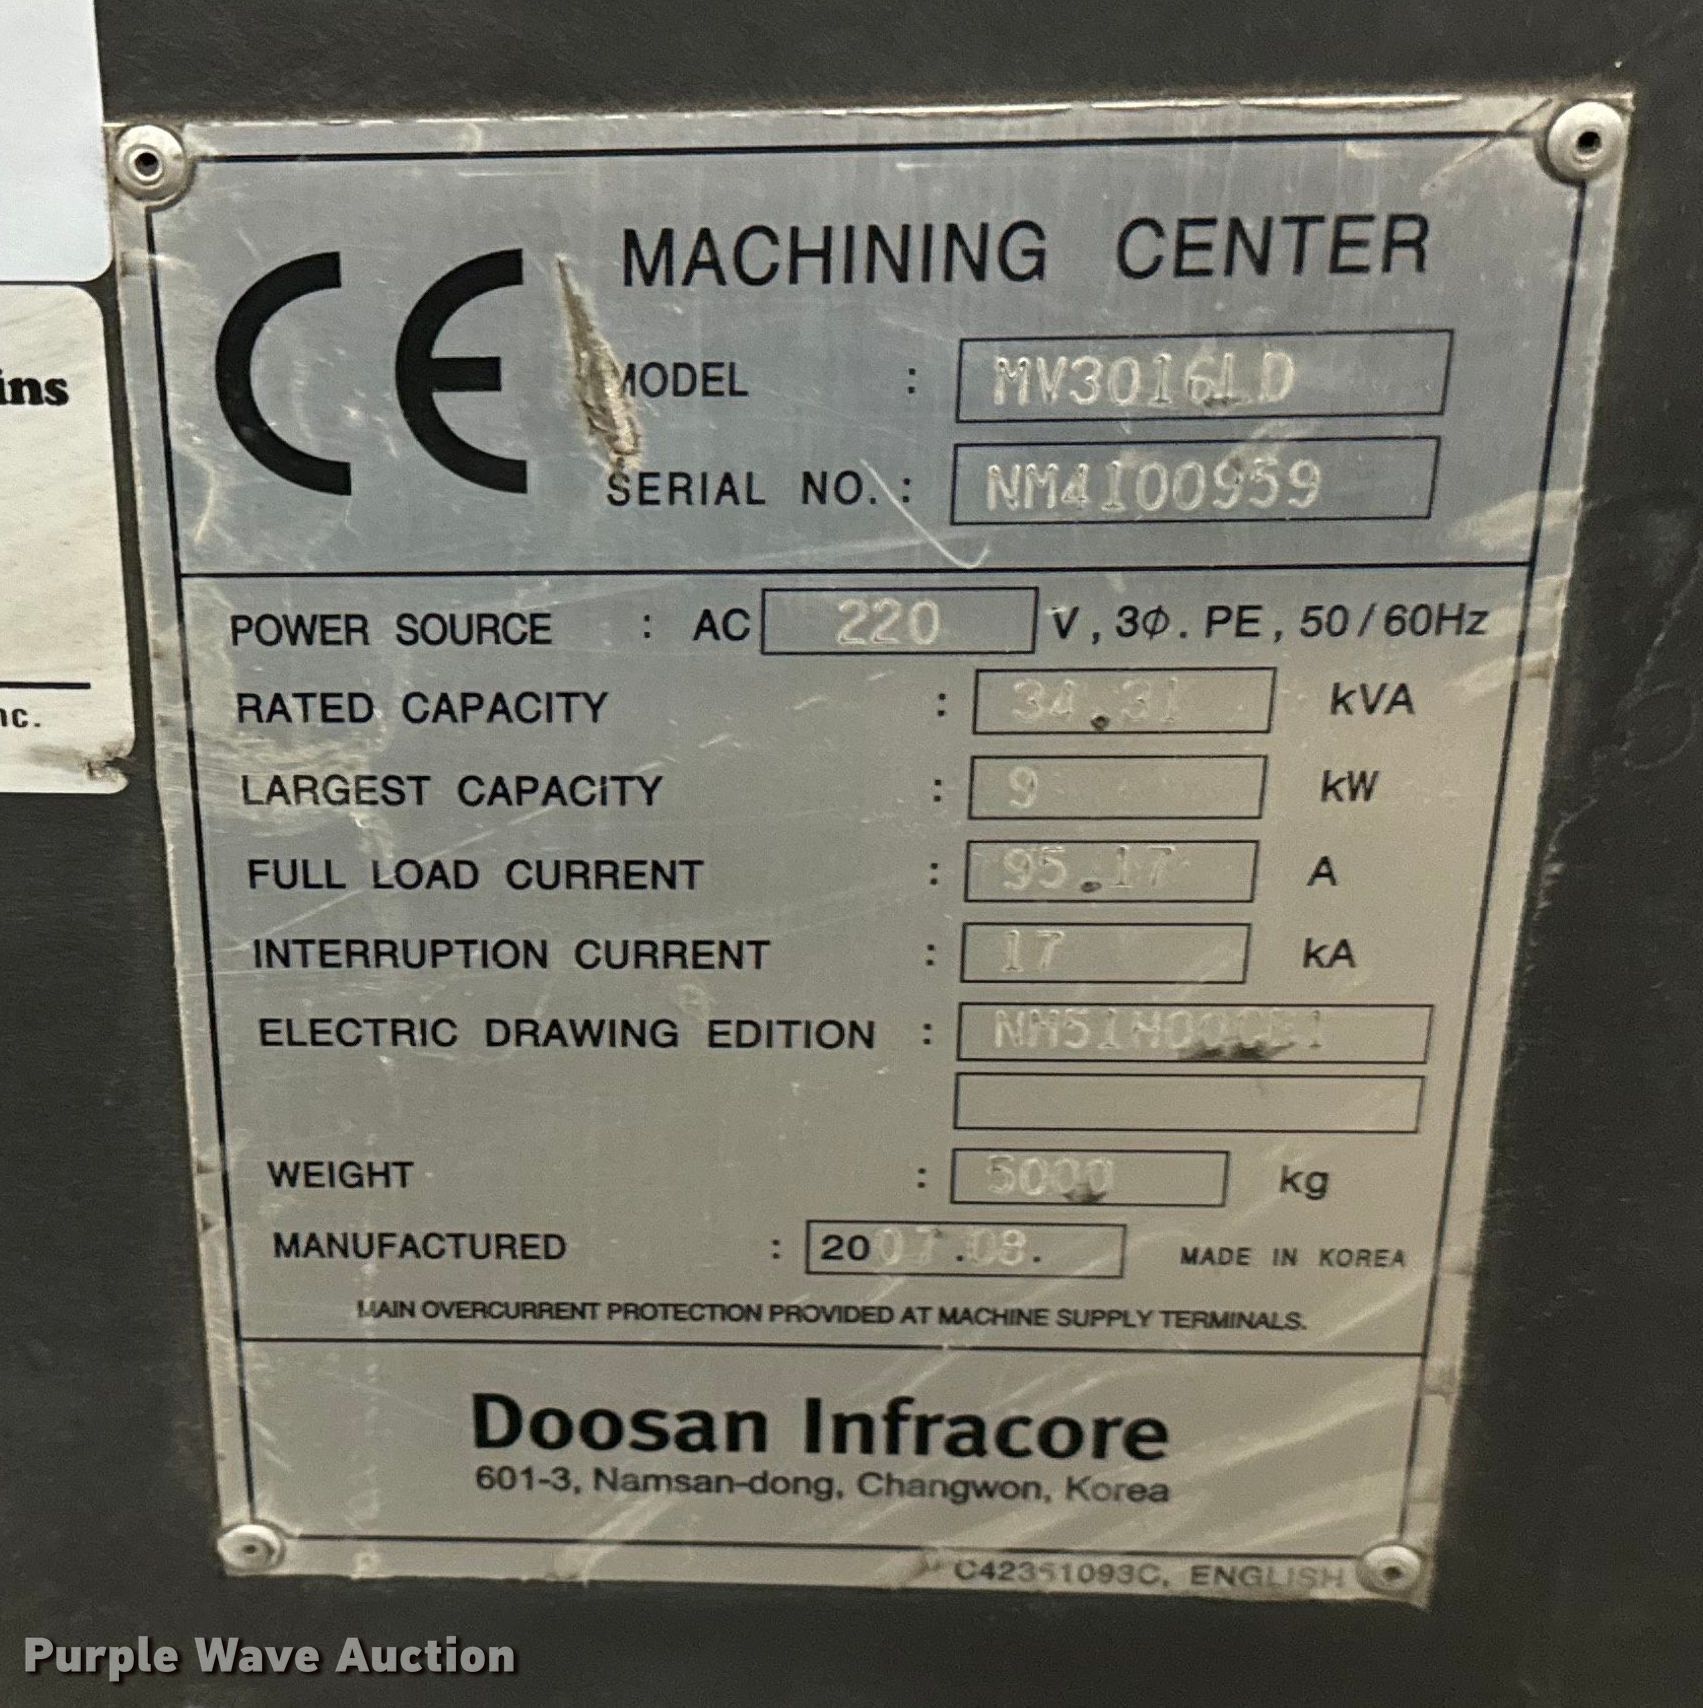 ins
nc.
CE MACHINING CENTER
MODEL : MV3016LD
SERIAL NO. : NM4100959
POWER SOURCE : AC 220 V, 3Φ. PE, 50/60Hz
RATED CAPACITY : 34.31 kVA
LARGEST CAPACITY : 9 kW
FULL LOAD CURRENT : 95.17 A
INTERRUPTION CURRENT : 17 kA
ELECTRIC DRAWING EDITION :
WEIGHT : 5000 kg
MANUFACTURED : 2007.08. MADE IN KOREA
MAIN OVERCURRENT PROTECTION PROVIDED AT MACHINE SUPPLY TERMINALS.
Doosan Infracore
601-3, Namsan-dong, Changwon, Korea
C42351093C, ENGLISH
Purple Wave Auction